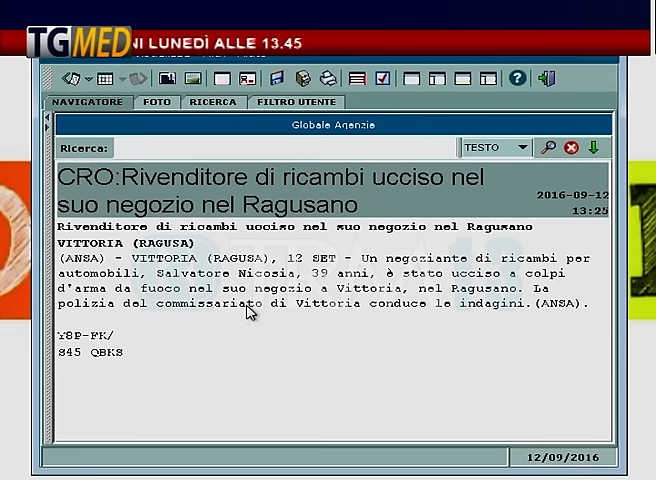 TGMED
NI LUNEDÌ ALLE 13.45
NAVIGATORE FOTO RICERCA FILTRO UTENTE
Globale Agenzie
Ricerca: TESTO
CRO:Rivenditore di ricambi ucciso nel
suo negozio nel Ragusano
2016-09-12
13:25
Rivenditore di ricambi ucciso nel suo negozio nel Ragusano
VITTORIA (RAGUSA)
(ANSA) - VITTORIA (RAGUSA), 12 SET - Un negoziante di ricambi per
automobili, Salvatore Nicosia, 39 anni, è stato ucciso a colpi
d'arma da fuoco nel suo negozio a Vittoria, nel Ragusano. La
polizia del commissariato di Vittoria conduce le indagini.(ANSA).
Y8P-FK/
S45 QBKS
12/09/2016